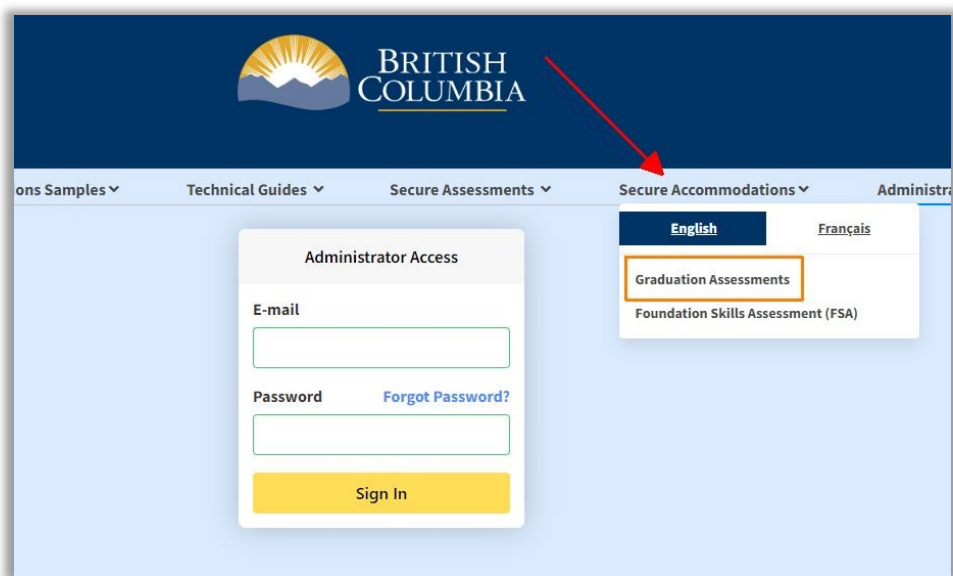 BRITISH
COLUMBIA
ons Samples Technical Guides Secure Assessments Secure Accommodations Administra
English Français
Administrator Access
Graduation Assessments
E-mail
Foundation Skills Assessment (FSA)
Password Forgot Password?
Sign In